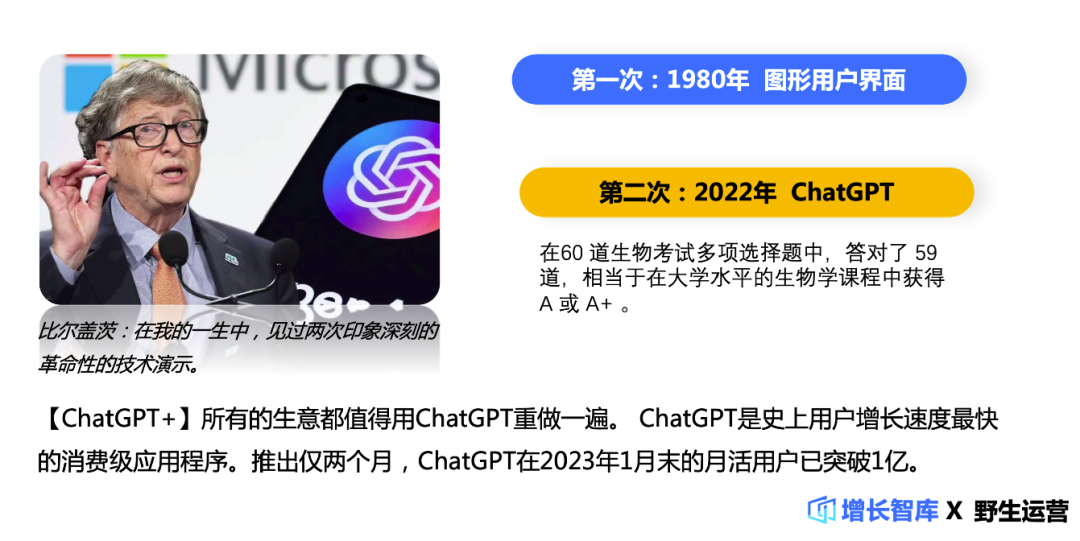 Micros
第一次：1980年 图形用户界面
第二次：2022年 ChatGPT
在60 道生物考试多项选择题中，答对了 59
道，相当于在大学水平的生物学课程中获得
A 或 A+ 。
比尔盖茨：在我的一生中，见过两次印象深刻的
革命性的技术演示。
【ChatGPT+】所有的生意都值得用ChatGPT重做一遍。 ChatGPT是史上用户增长速度最快
的消费级应用程序。推出仅两个月，ChatGPT在2023年1月末的月活用户已突破1亿。
增长智库 X 野生运营